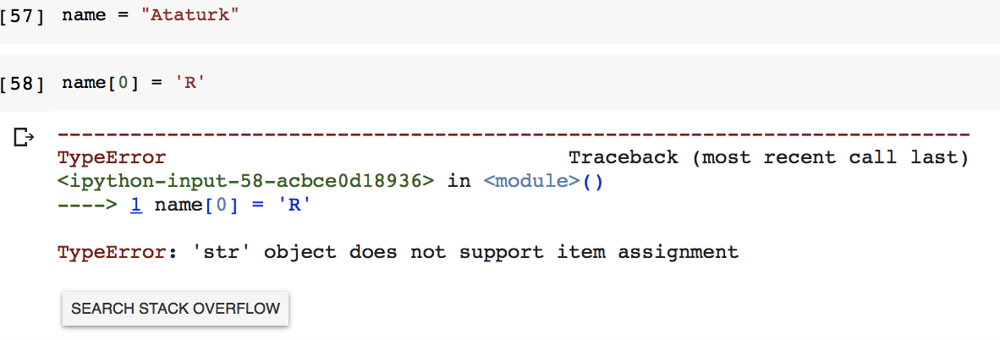 [57] name = "Ataturk"
[58] name[0] = 'R'
---------------------------------------------------------------------------
TypeError Traceback (most recent call last)
<ipython-input-58-acbce0d18936> in <module>()
----> 1 name[0] = 'R'
TypeError: 'str' object does not support item assignment
SEARCH STACK OVERFLOW